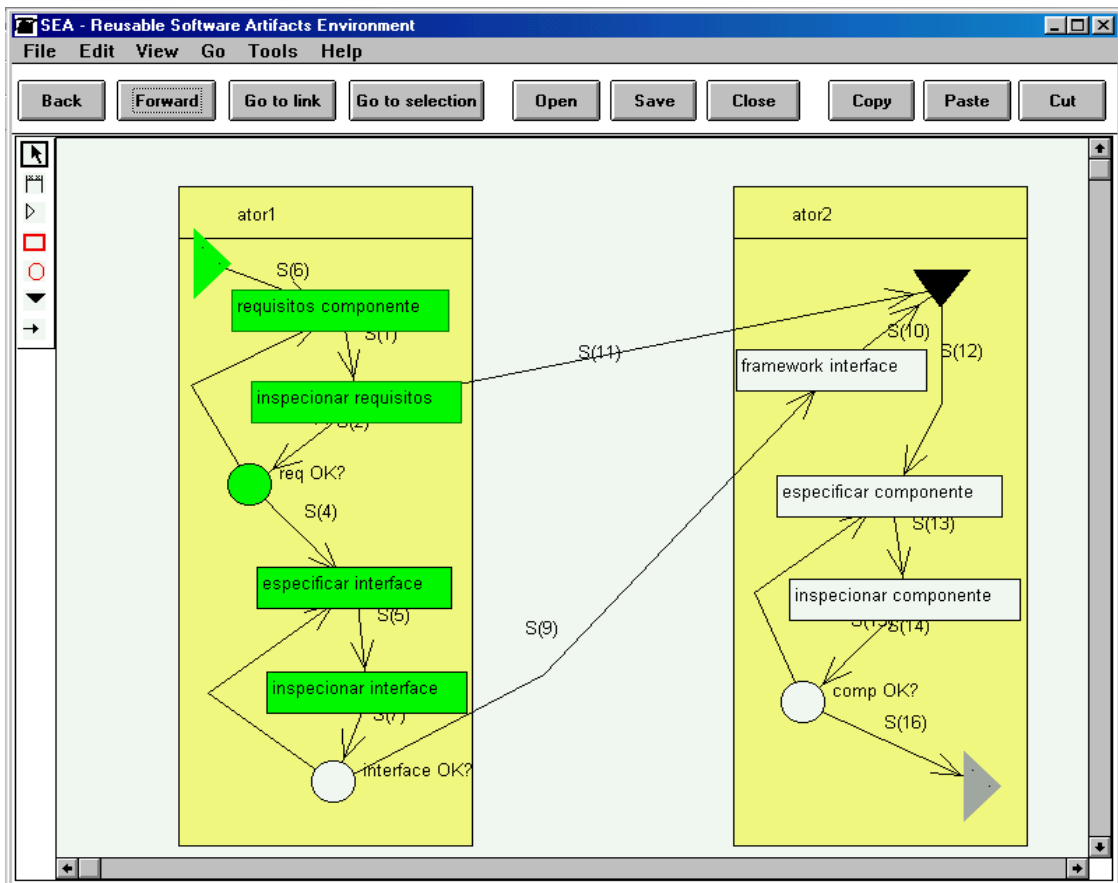 SEA - Reusable Software Artifacts Environment
File Edit View Go Tools Help
Back Forward Go to link Go to selection Open Save Close Copy Paste Cut
ator1
ator2
S(6)
requisitos componente
S(1)
S(11)
S(10)
S(12)
framework interface
inspecionar requisitos
S(2)
req OK?
especificar componente
S(4)
S(13)
especificar interface
inspecionar componente
S(5)
S(9)
S(14)
inspecionar interface
comp OK?
S(7)
S(16)
interface OK?